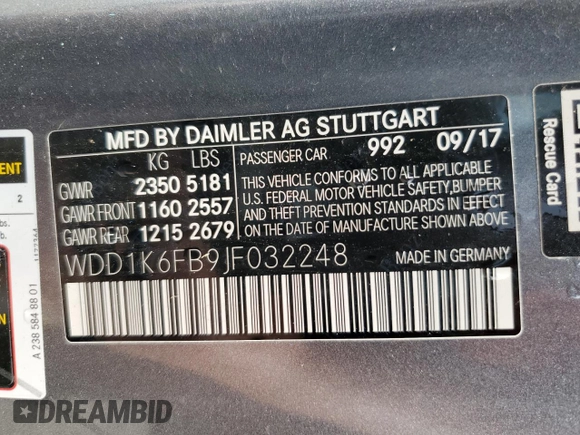 MFD BY DAIMLER AG STUTTGART
KG LBS
PASSENGER CAR 992 09/17
GVWR 2350 5181
GAWR FRONT 1160 2557
GAWR REAR 1215 2679
THIS VEHICLE CONFORMS TO ALL APPLICABLE
U.S. FEDERAL MOTOR VEHICLE SAFETY, BUMPER
AND THEFT PREVENTION STANDARDS IN EFFECT
ON THE DATE OF MANUFACTURE SHOWN ABOVE
WDD1K6FB9JF032248
MADE IN GERMANY
2
lbs.
A 238 584 88 01
Rescue Card
DREAMBID